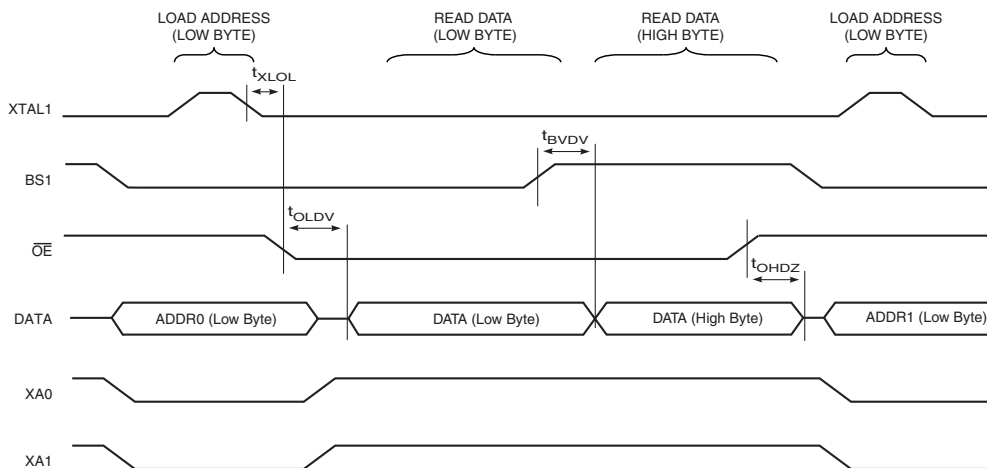 LOAD ADDRESS
(LOW BYTE)
READ DATA
(LOW BYTE)
READ DATA
(HIGH BYTE)
LOAD ADDRESS
(LOW BYTE)
tXLOL
XTAL1
tBVDV
BS1
tOLDV
OE
tOHDZ
DATA
ADDR0 (Low Byte)
DATA (Low Byte)
DATA (High Byte)
ADDR1 (Low Byte)
XA0
XA1